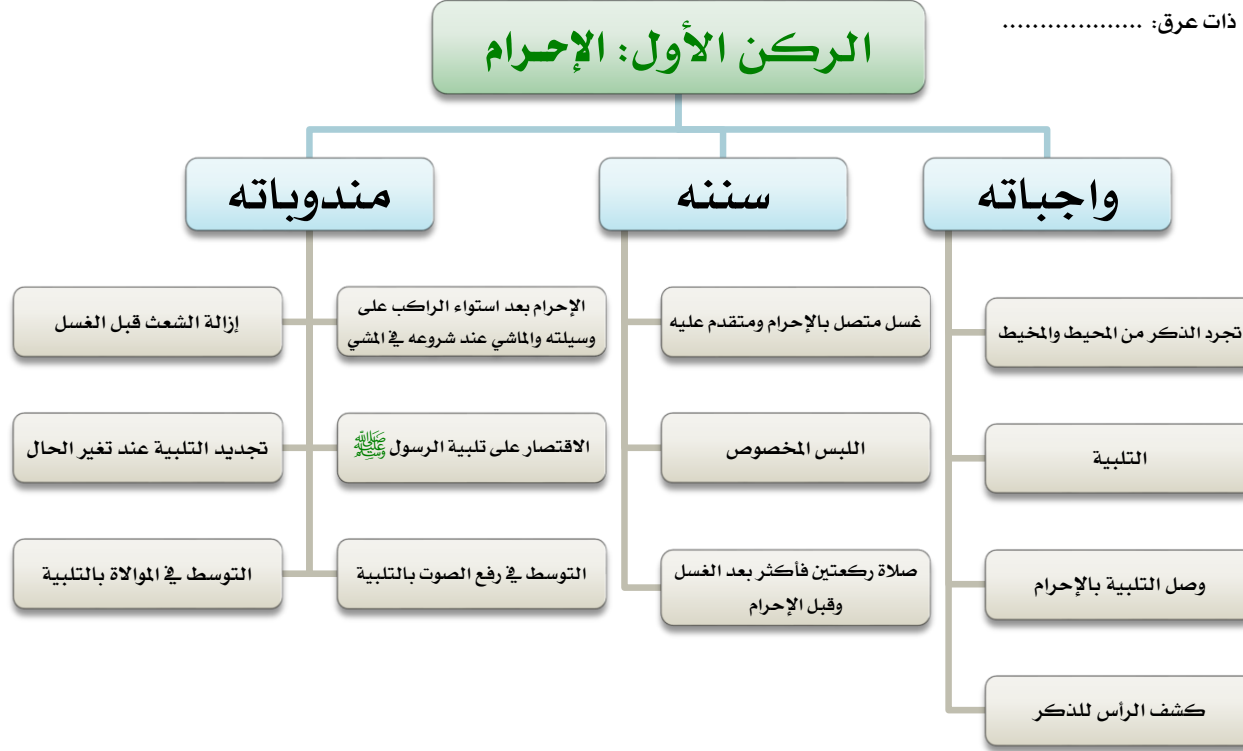 ذات عرق: ...................
الركن الأول: الإحرام
واجباته
سننه
مندوباته
تجرد الذكر من المحيط والمخيط
التلبية
وصل التلبية بالإحرام
كشف الرأس للذكر
غسل متصل بالإحرام ومتقدم عليه
اللبس المخصوص
صلاة ركعتين فأكثر بعد الغسل
وقبل الإحرام
الإحرام بعد استواء الراكب على
وسيلته والماشي عند شروعه في المشي
الاقتصار على تلبية الرسول ﷺ
التوسط في رفع الصوت بالتلبية
إزالة الشعث قبل الغسل
تجديد التلبية عند تغير الحال
التوسط في الموالاة بالتلبية